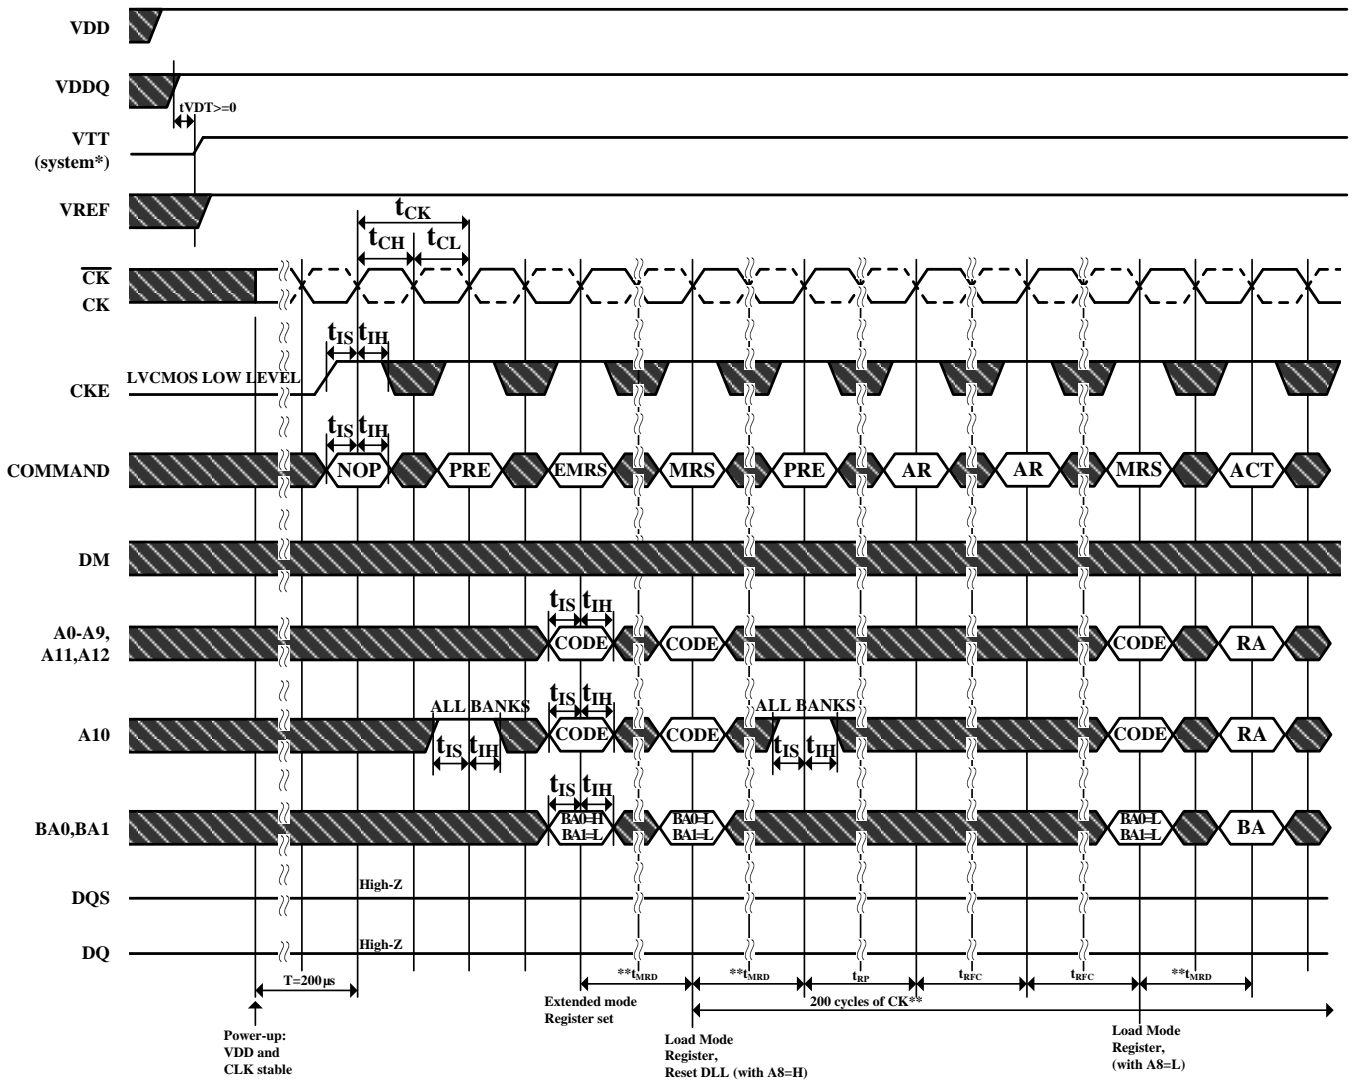 VDD
VDDQ
tVDT>=0
VTT
(system*)
VREF
tCK
tCH
tCL
CK
CK
tIS
tIH
LVCMOS LOW LEVEL
CKE
tIS
tIH
COMMAND
NOP
PRE
EMRS
MRS
PRE
AR
AR
MRS
ACT
DM
tIS
tIH
A0-A9,
A11,A12
CODE
CODE
CODE
RA
ALL BANKS
tIS
tIH
ALL BANKS
A10
CODE
CODE
CODE
RA
tIS
tIH
tIS
tIH
tIS
tIH
BA0,BA1
BA0=H
BA1=L
BA0=L
BA1=L
BA0=L
BA1=L
BA
High-Z
DQS
High-Z
DQ
T=200µs
**tMRD
**tMRD
tRP
tRFC
tRFC
**tMRD
200 cycles of CK**
Extended mode
Register set
Power-up:
VDD and
CLK stable
Load Mode
Register,
Reset DLL (with A8=H)
Load Mode
Register,
(with A8=L)